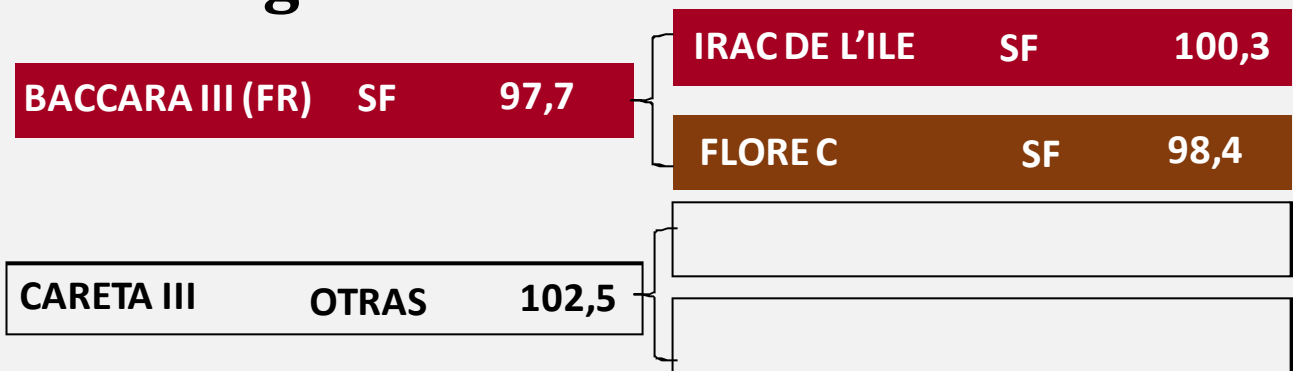 IRAC DE L'ILE SF 100,3
BACCARA III (FR) SF 97,7
FLORE C SF 98,4
CARETA III OTRAS 102,5